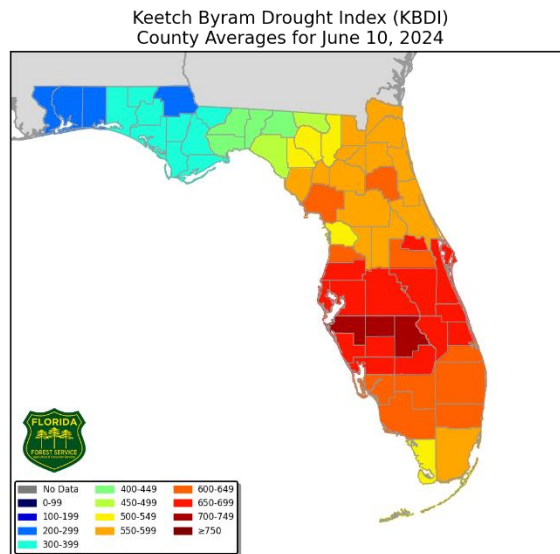 Keetch Byram Drought Index (KBDI)
County Averages for June 10, 2024
FLORIDA
FOREST SERVICE
No Data
0-99
100-199
200-299
300-399
400-449
450-499
500-549
550-599
600-649
650-699
700-749
≥750